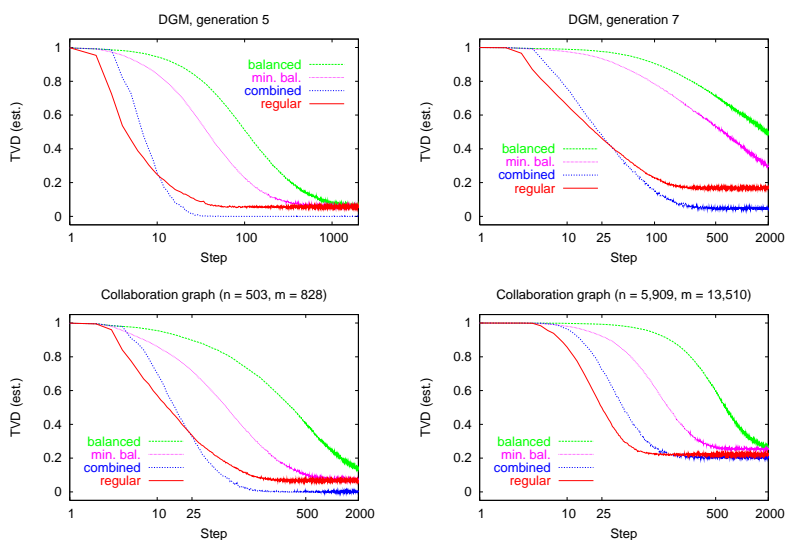 DGM, generation 5
TVD (est.)
1
0.8
0.6
0.4
0.2
0
balanced
min. bal.
combined
regular
1 10 100 1000
Step
DGM, generation 7
TVD (est.)
1
0.8
0.6
0.4
0.2
0
balanced
min. bal.
combined
regular
1 10 25 100 500 2000
Step
Collaboration graph (n = 503, m = 828)
TVD (est.)
1
0.8
0.6
0.4
0.2
0
balanced
min. bal.
combined
regular
1 10 25 500 2000
Step
Collaboration graph (n = 5,909, m = 13,510)
TVD (est.)
1
0.8
0.6
0.4
0.2
0
balanced
min. bal.
combined
regular
1 10 25 500 2000
Step